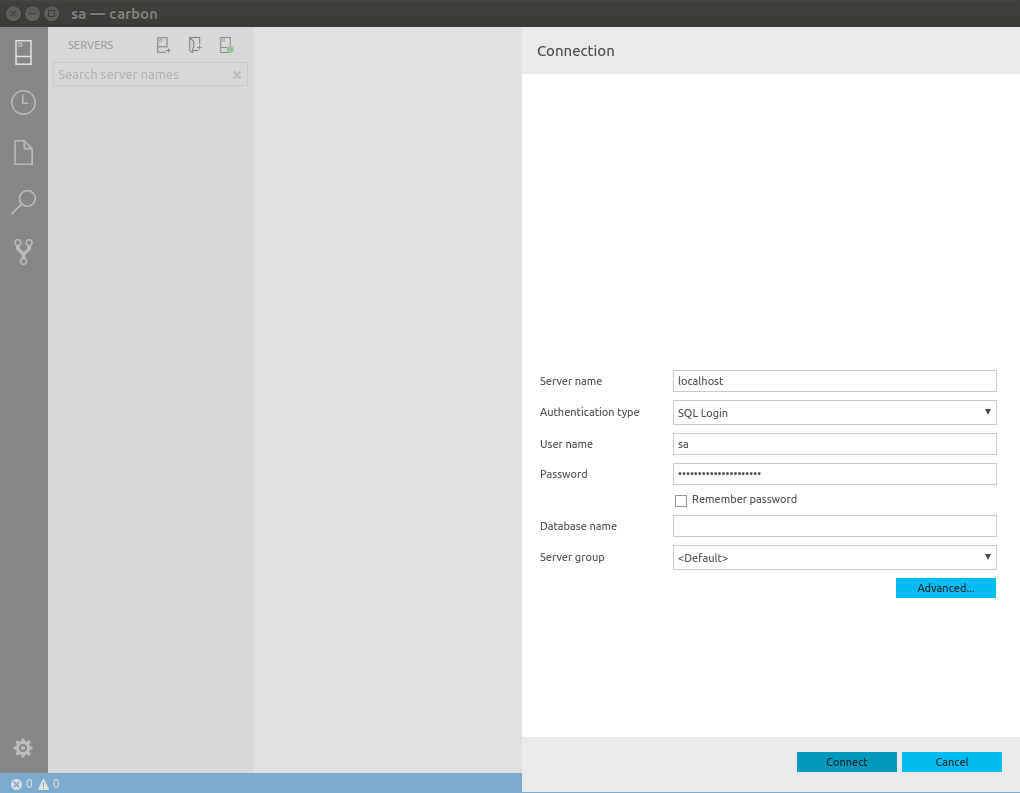 sa — carbon
SERVERS
Search server names
Connection
Server name
localhost
Authentication type
SQL Login
User name
sa
Password
•••••••••••••••••••••
Remember password
Database name
Server group
<Default>
Advanced...
Connect
Cancel
0 0